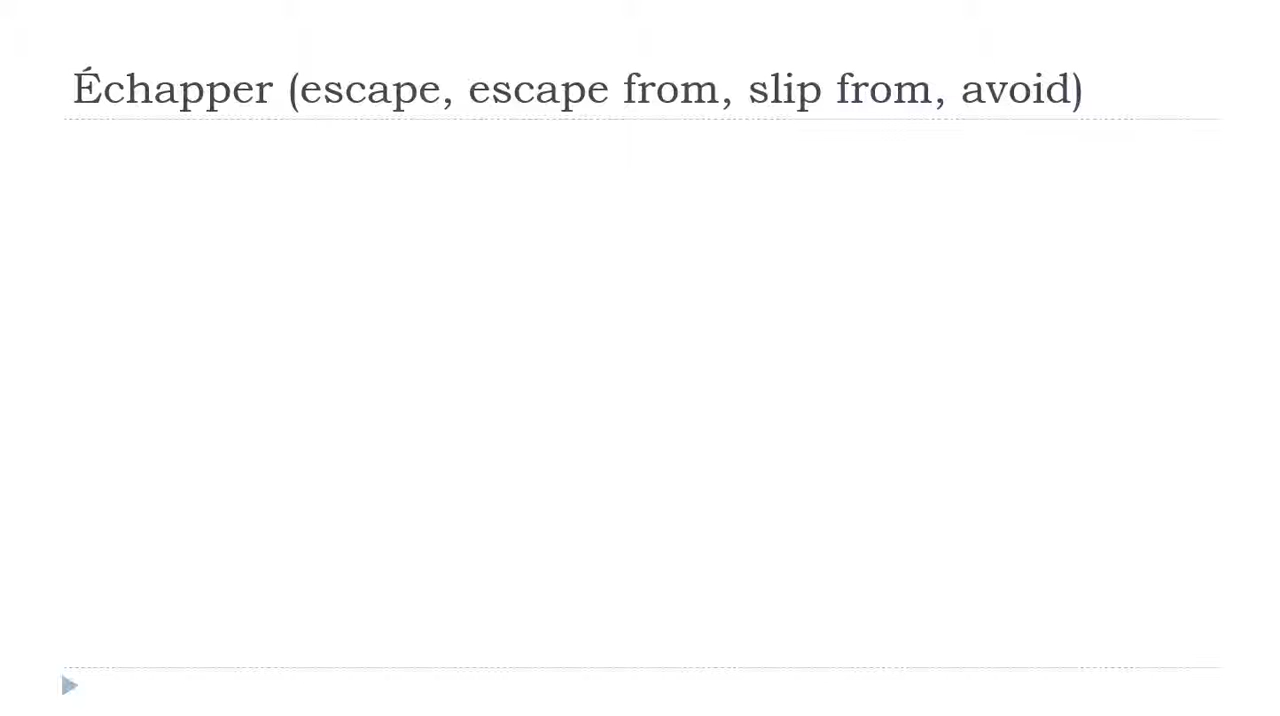 Échapper (escape, escape from, slip from, avoid)